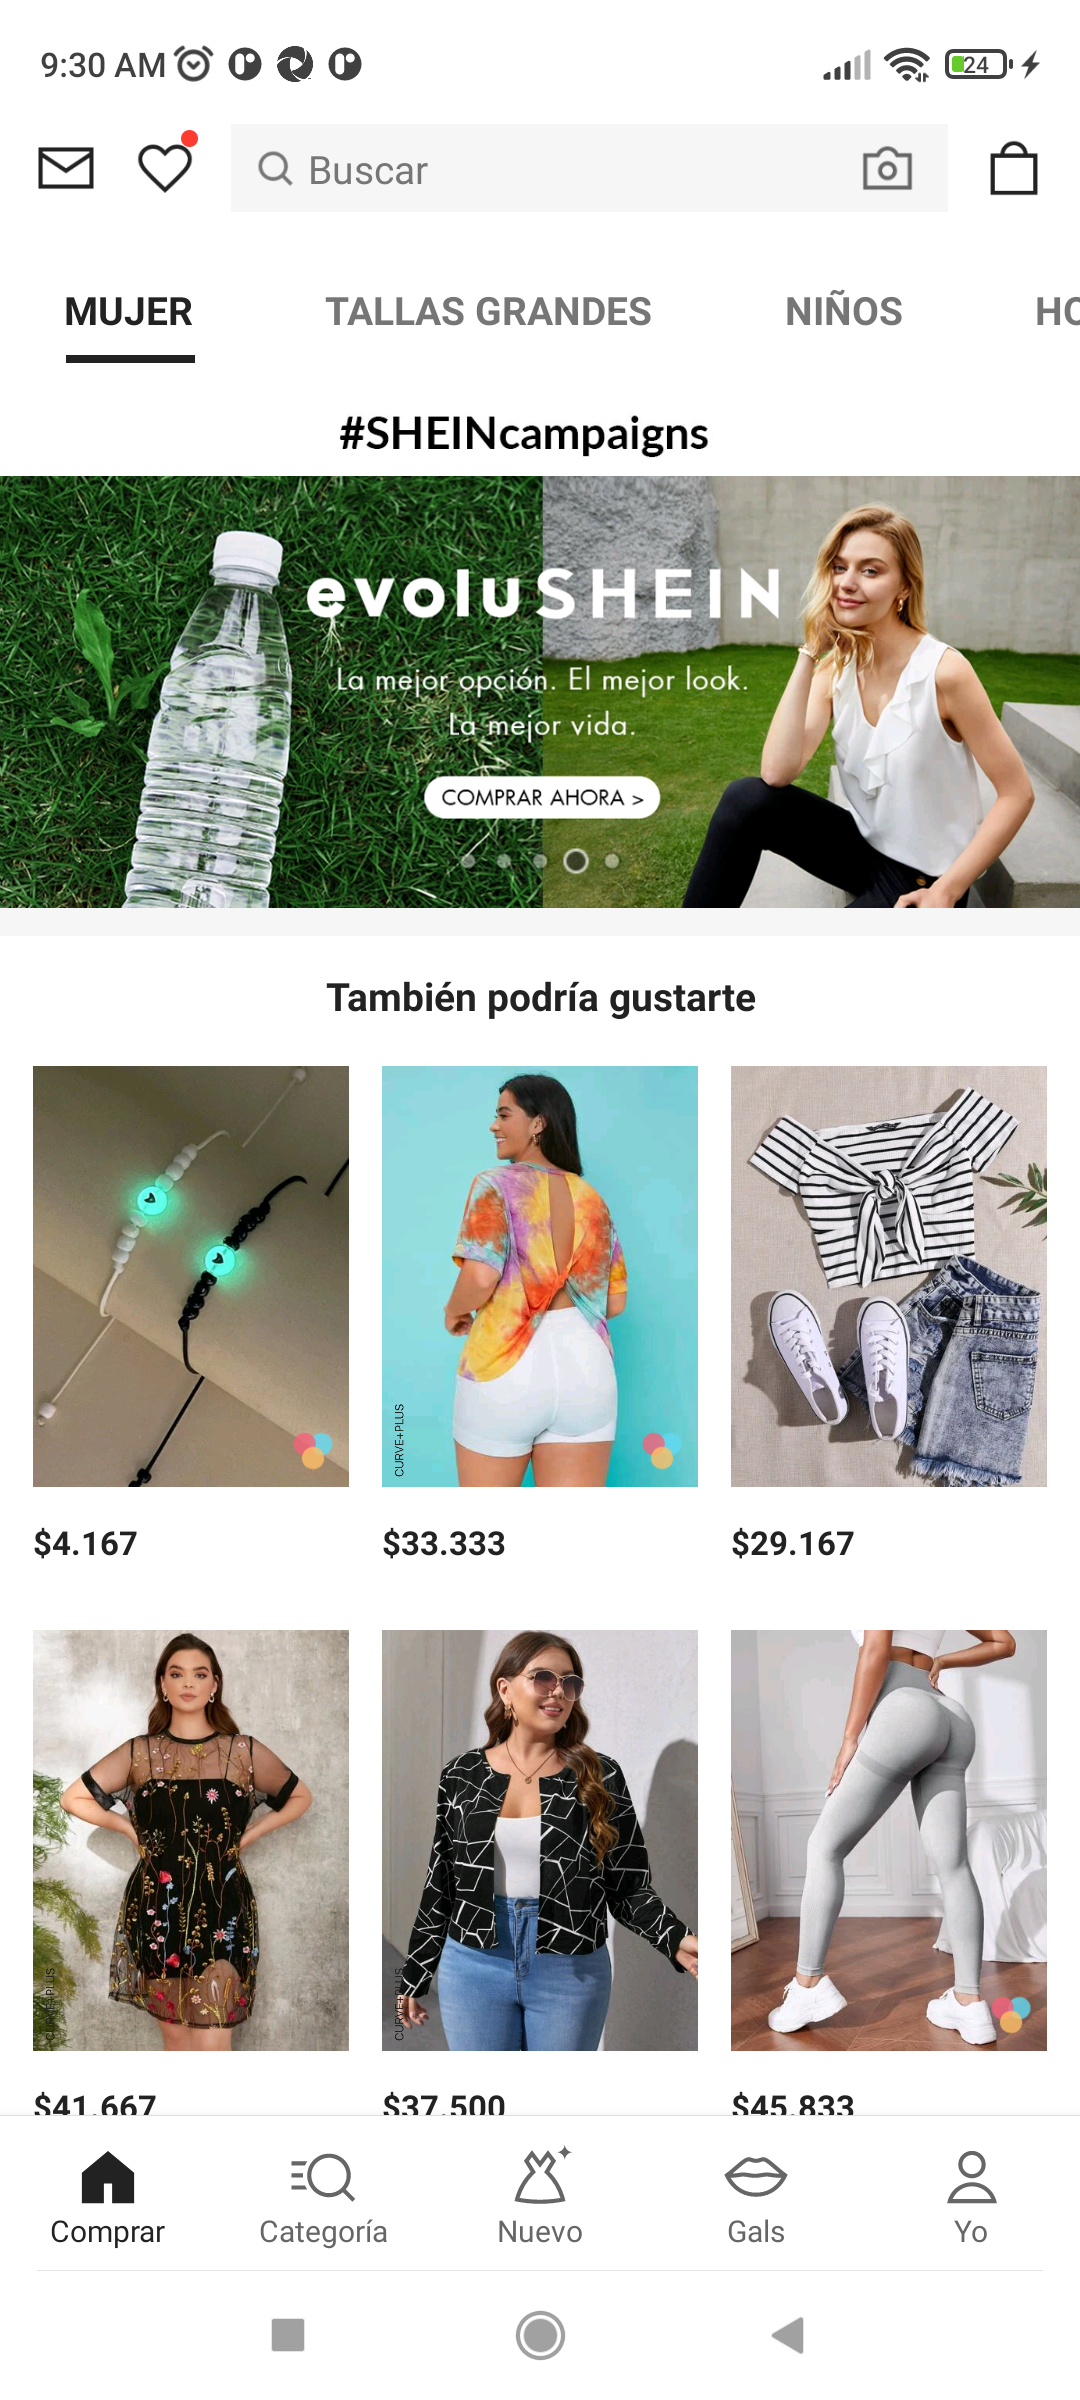 9:30 AM
24
Buscar
MUJER
TALLAS GRANDES
NIÑOS
HO
#SHEINcampaigns
evoluSHEIN
La mejor opción. El mejor look.
La mejor vida.
COMPRAR AHORA >
También podría gustarte
CURVE+PLUS
$4.167
$33.333
$29.167
CURVE+PLUS
CURVE+PLUS
$41.667
$37.500
$45.833
Comprar
Categoría
Nuevo
Gals
Yo